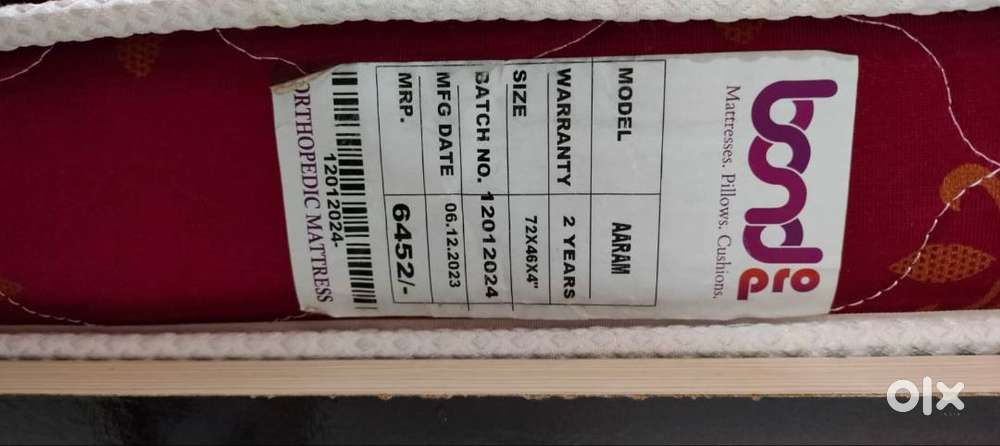 bond pro
Mattresses. Pillows. Cushions.
MODEL AARAM
WARRANTY 2 YEARS
SIZE 72X46X4"
BATCH NO. 12012024
MFG DATE 06.12.2023
MRP. 6452/-
12012024-
ORTHOPEDIC MATTRESS
olx